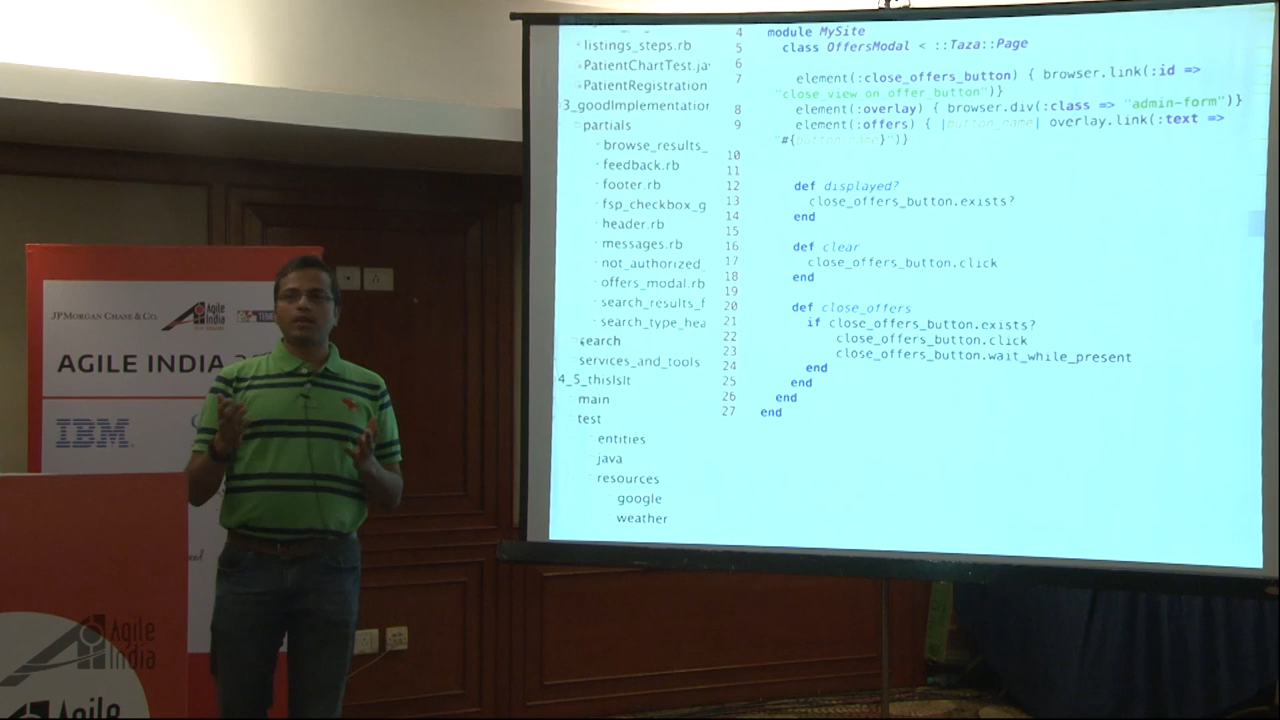 listings_steps.rb
PatientChartTest.ja
PatientRegistration
3_goodImplementation
partials
browse_results_
feedback.rb
footer.rb
fsp_checkbox_g
header.rb
messages.rb
not_authorized_
offers_modal.rb
search_results_f
search_type_hea
search
services_and_tools
4_5_thisIsIt
main
test
entities
java
resources
google
weather
4 module MySite
5 class OffersModal < ::Taza::Page
6
7 element(:close_offers_button) { browser.link(:id =>
"close_view on offer_button")}
8 element(:overlay) { browser.div(:class => "admin-form")}
9 element(:offers) { |button_name| overlay.link(:text =>
"#{button_name}")}
10
11
12 def displayed?
13 close_offers_button.exists?
14 end
15
16 def clear
17 close_offers_button.click
18 end
19
20 def close_offers
21 if close_offers_button.exists?
22 close_offers_button.click
23 close_offers_button.wait_while_present
24 end
25 end
26 end
27 end
JPMORGAN CHASE & CO.
Agile
India
AGILE INDIA
IBM
Agile
India
Agile